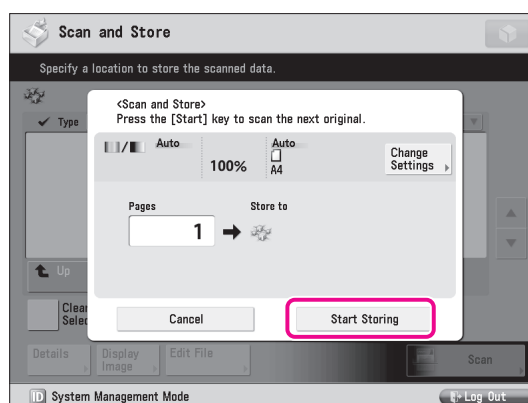 Scan and Store
Specify a location to store the scanned data.
Type
<Scan and Store>
Press the [Start] key to scan the next original.
Auto
100%
Auto
A4
Change
Settings
Pages
Store to
1
Up
Clear
Selec
Cancel
Start Storing
Details
Display
Image
Edit File
Scan
ID System Management Mode
Log Out